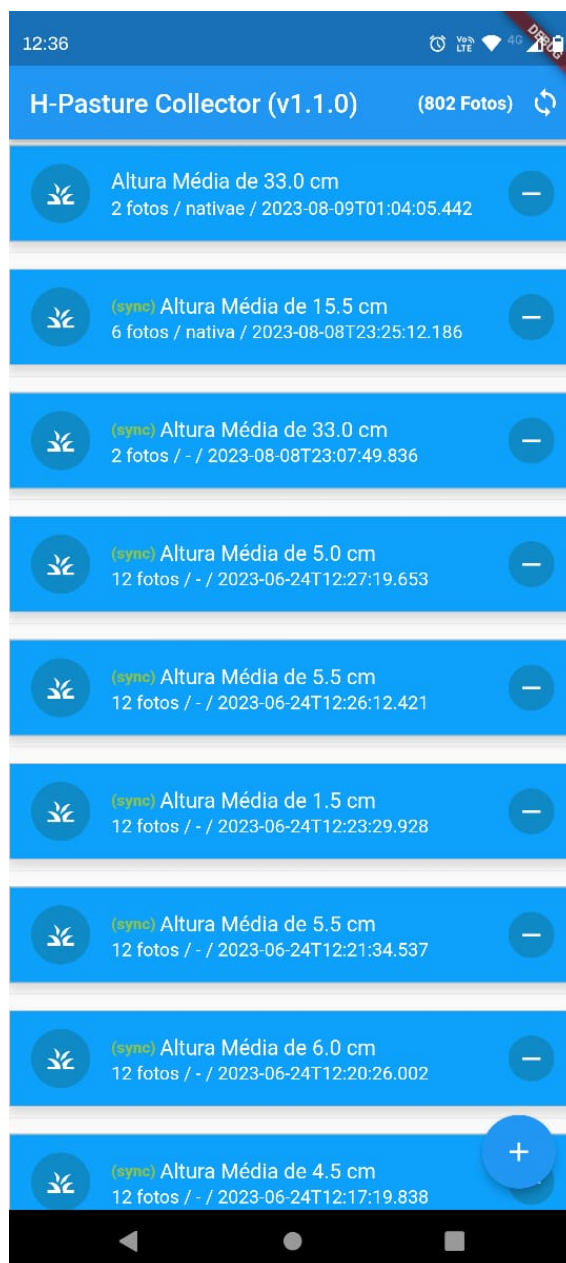 12:36
Vo)) LTE 4G
DEBUG
H-Pasture Collector (v1.1.0) (802 Fotos)
Altura Média de 33.0 cm
2 fotos / nativae / 2023-08-09T01:04:05.442
(sync) Altura Média de 15.5 cm
6 fotos / nativa / 2023-08-08T23:25:12.186
(sync) Altura Média de 33.0 cm
2 fotos / - / 2023-08-08T23:07:49.836
(sync) Altura Média de 5.0 cm
12 fotos / - / 2023-06-24T12:27:19.653
(sync) Altura Média de 5.5 cm
12 fotos / - / 2023-06-24T12:26:12.421
(sync) Altura Média de 1.5 cm
12 fotos / - / 2023-06-24T12:23:29.928
(sync) Altura Média de 5.5 cm
12 fotos / - / 2023-06-24T12:21:34.537
(sync) Altura Média de 6.0 cm
12 fotos / - / 2023-06-24T12:20:26.002
(sync) Altura Média de 4.5 cm
12 fotos / - / 2023-06-24T12:17:19.838